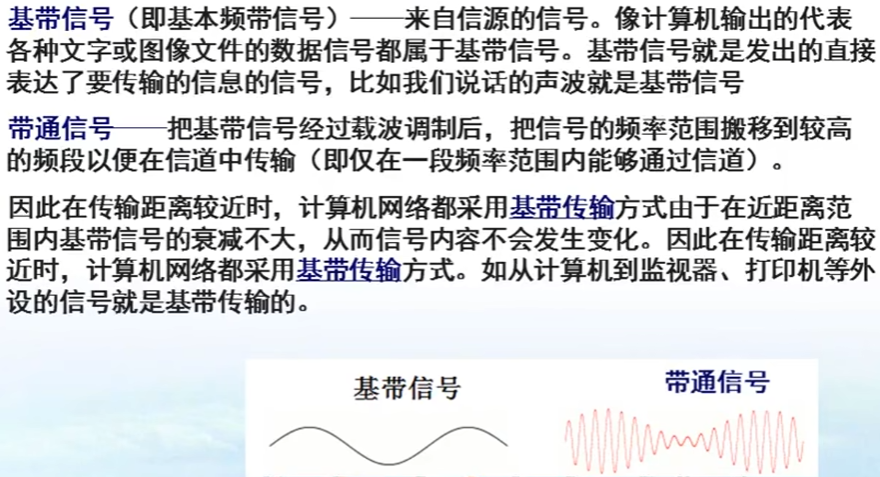 基带信号（即基本频带信号）——来自信源的信号。像计算机输出的代表
各种文字或图像文件的数据信号都属于基带信号。基带信号就是发出的直接
表达了要传输的信息的信号，比如我们说话的声波就是基带信号
带通信号——把基带信号经过载波调制后，把信号的频率范围搬移到较高
的频段以便在信道中传输（即仅在一段频率范围内能够通过信道）。
因此在传输距离较近时，计算机网络都采用基带传输方式由于在近距离范
围内基带信号的衰减不大，从而信号内容不会发生变化。因此在传输距离较
近时，计算机网络都采用基带传输方式。如从计算机到监视器、打印机等外
设的信号就是基带传输的。
基带信号
带通信号